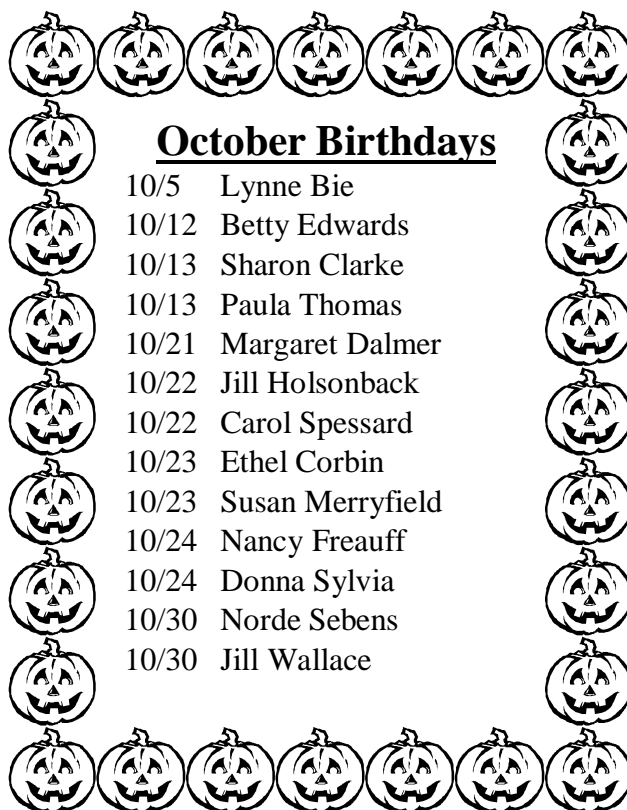 October Birthdays
10/5 Lynne Bie
10/12 Betty Edwards
10/13 Sharon Clarke
10/13 Paula Thomas
10/21 Margaret Dalmer
10/22 Jill Holsonback
10/22 Carol Spessard
10/23 Ethel Corbin
10/23 Susan Merryfield
10/24 Nancy Freauff
10/24 Donna Sylvia
10/30 Norde Sebens
10/30 Jill Wallace